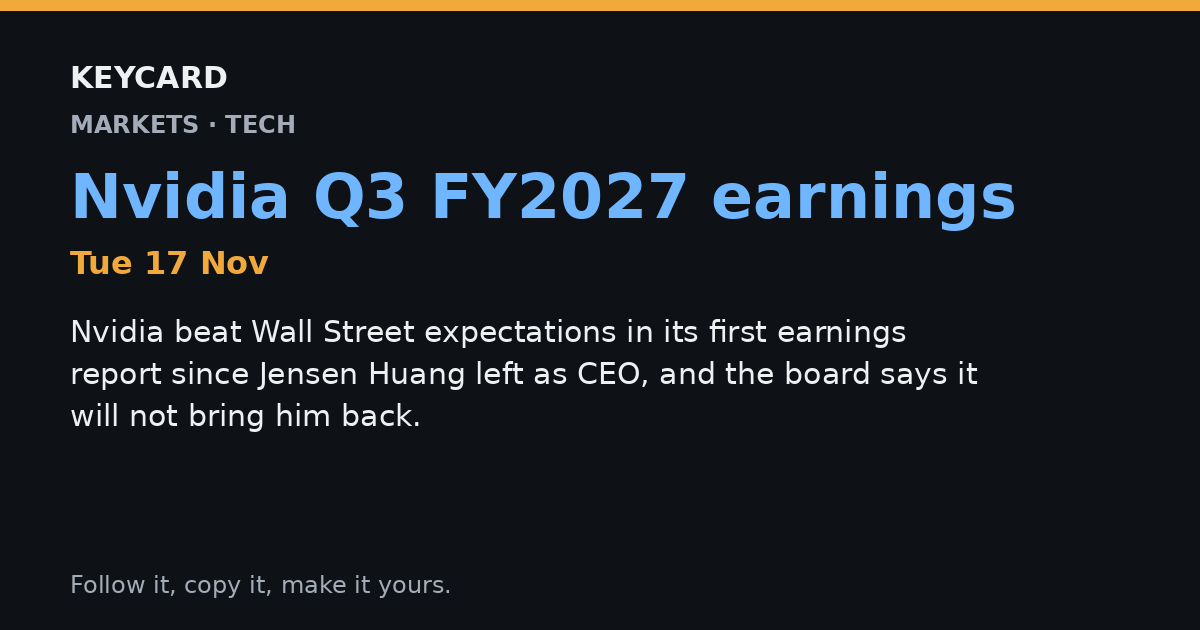 KEYCARD
MARKETS · TECH
Nvidia Q3 FY2027 earnings
Tue 17 Nov
Nvidia beat Wall Street expectations in its first earnings
report since Jensen Huang left as CEO, and the board says it
will not bring him back.
Follow it, copy it, make it yours.